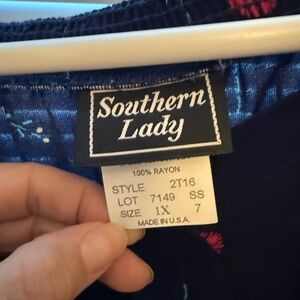 Southern
Lady
100% RAYON
STYLE 2T16
LOT 7149 SS
SIZE 1X 7
MADE IN U.S.A.